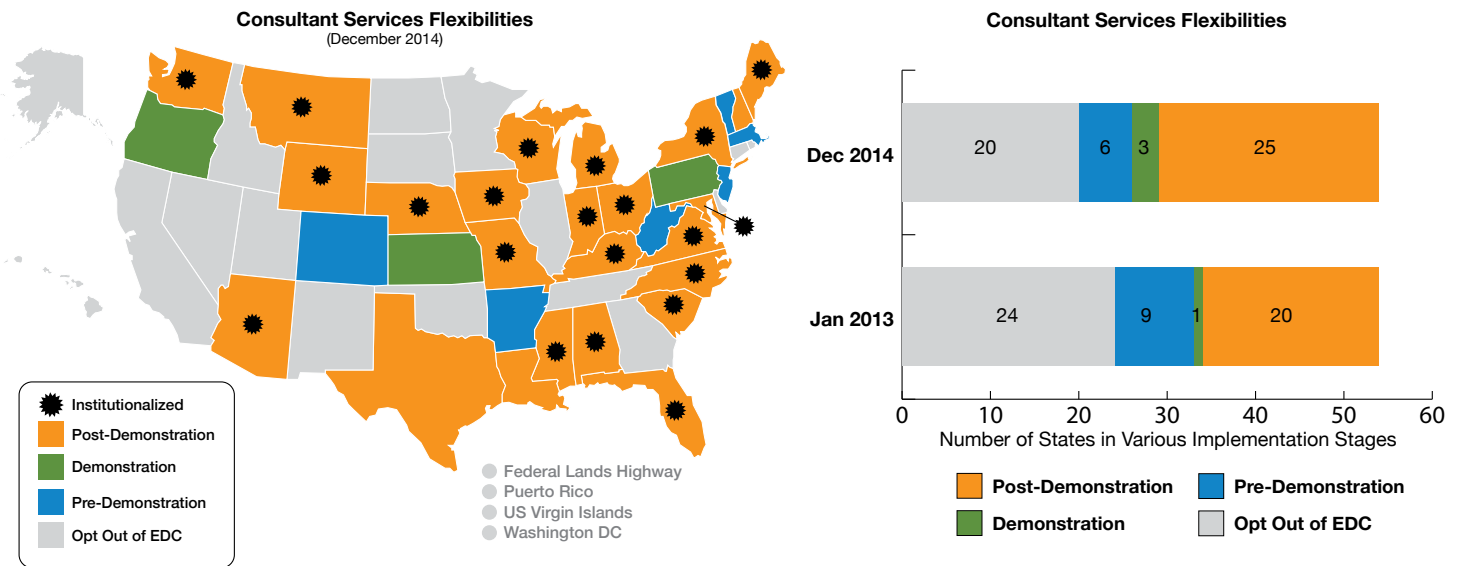 Consultant Services Flexibilities
(December 2014)
Institutionalized
Post-Demonstration
Demonstration
Pre-Demonstration
Opt Out of EDC
Federal Lands Highway
Puerto Rico
US Virgin Islands
Washington DC
Consultant Services Flexibilities
Dec 2014
20 6 3 25
Jan 2013
24 9 1 20
0 10 20 30 40 50 60
Number of States in Various Implementation Stages
Post-Demonstration
Pre-Demonstration
Demonstration
Opt Out of EDC